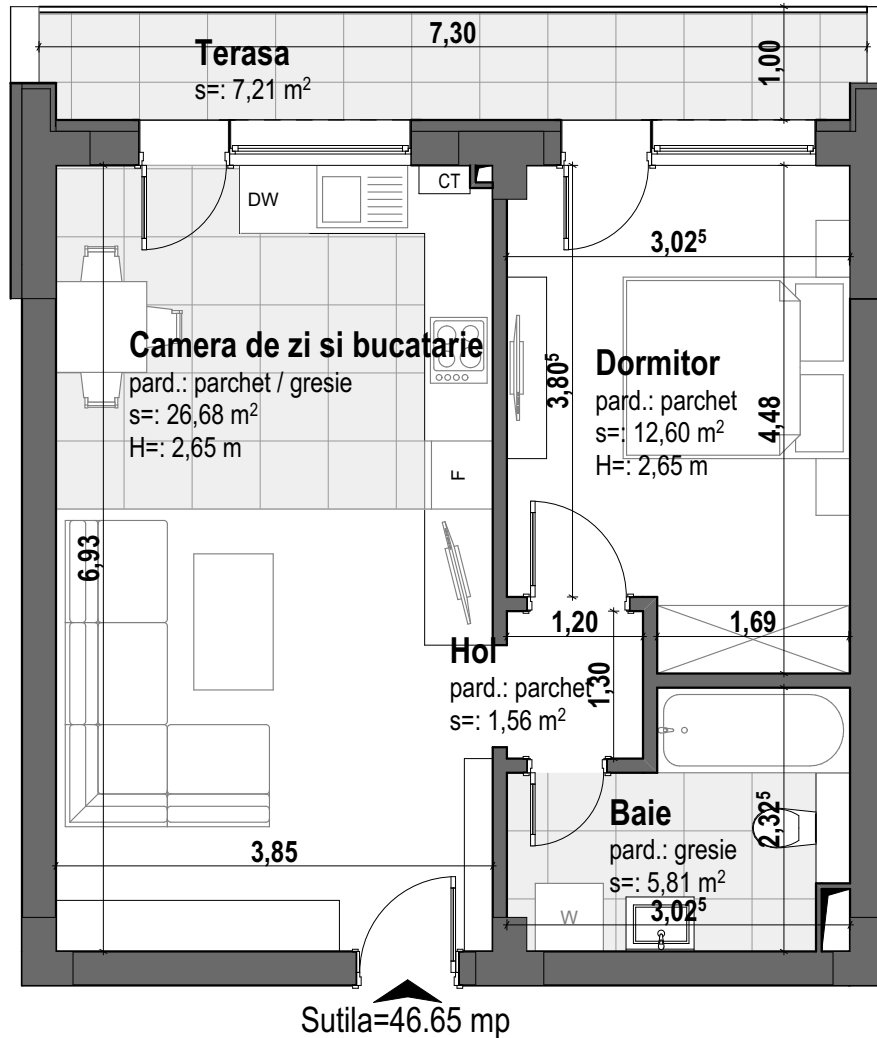 7,30
1,00
Terasa
s=: 7,21 m²
DW
CT
3,02⁵
Camera de zi si bucatarie
pard.: parchet / gresie
s=: 26,68 m²
H=: 2,65 m
3,80⁵
Dormitor
pard.: parchet
s=: 12,60 m²
H=: 2,65 m
4,48
F
6,93
1,20
1,69
Hol
pard.: parchet
s=: 1,56 m²
1,30
Baie
pard.: gresie
s=: 5,81 m²
2,32⁵
3,85
W
3,02⁵
Sutila=46.65 mp